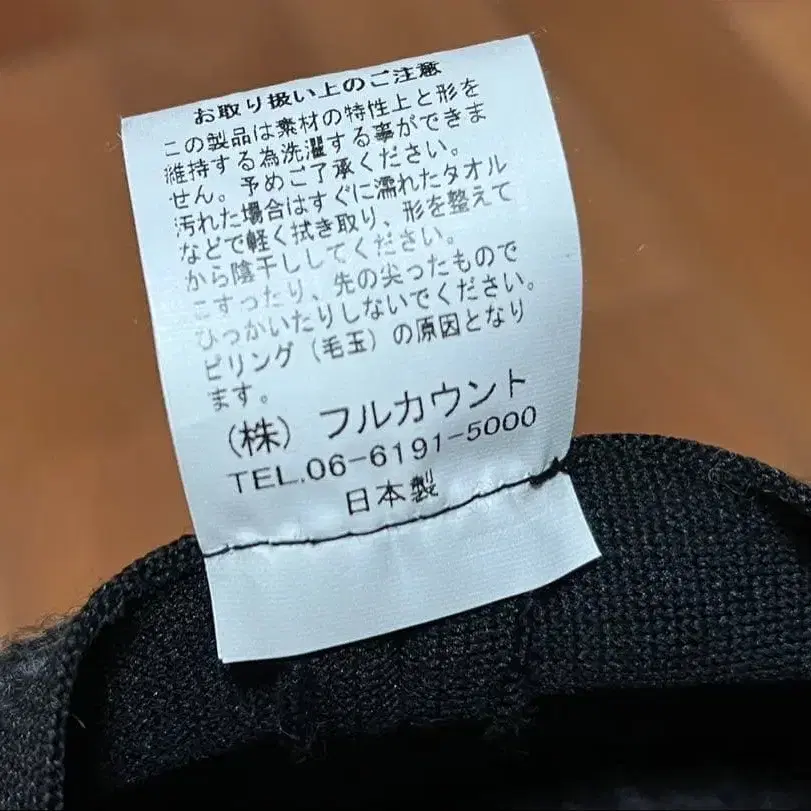 お取り扱い上のご注意
この製品は素材の特性上と形を
維持する為洗濯する事ができま
せん。予めご了承ください。
汚れた場合はすぐに濡れたタオル
などで軽く拭き取り、形を整えて
から陰干ししてください。
こすったり、先の尖ったもので
ひっかいたりしないでください。
ピリング（毛玉）の原因となり
ます。
（株）フルカウント
TEL.06-6191-5000
日本製